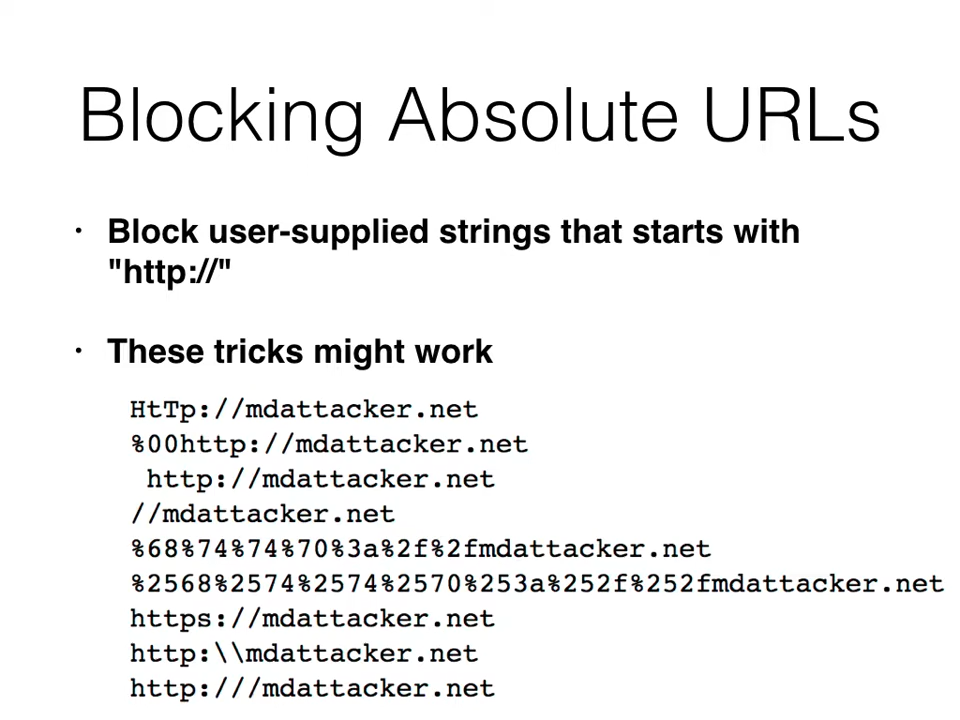 Blocking Absolute URLs
• Block user-supplied strings that starts with
"http://"
• These tricks might work
HtTp://mdattacker.net
%00http://mdattacker.net
 http://mdattacker.net
//mdattacker.net
%68%74%74%70%3a%2f%2fmdattacker.net
%2568%2574%2574%2570%253a%252f%252fmdattacker.net
https://mdattacker.net
http:\\mdattacker.net
http:///mdattacker.net